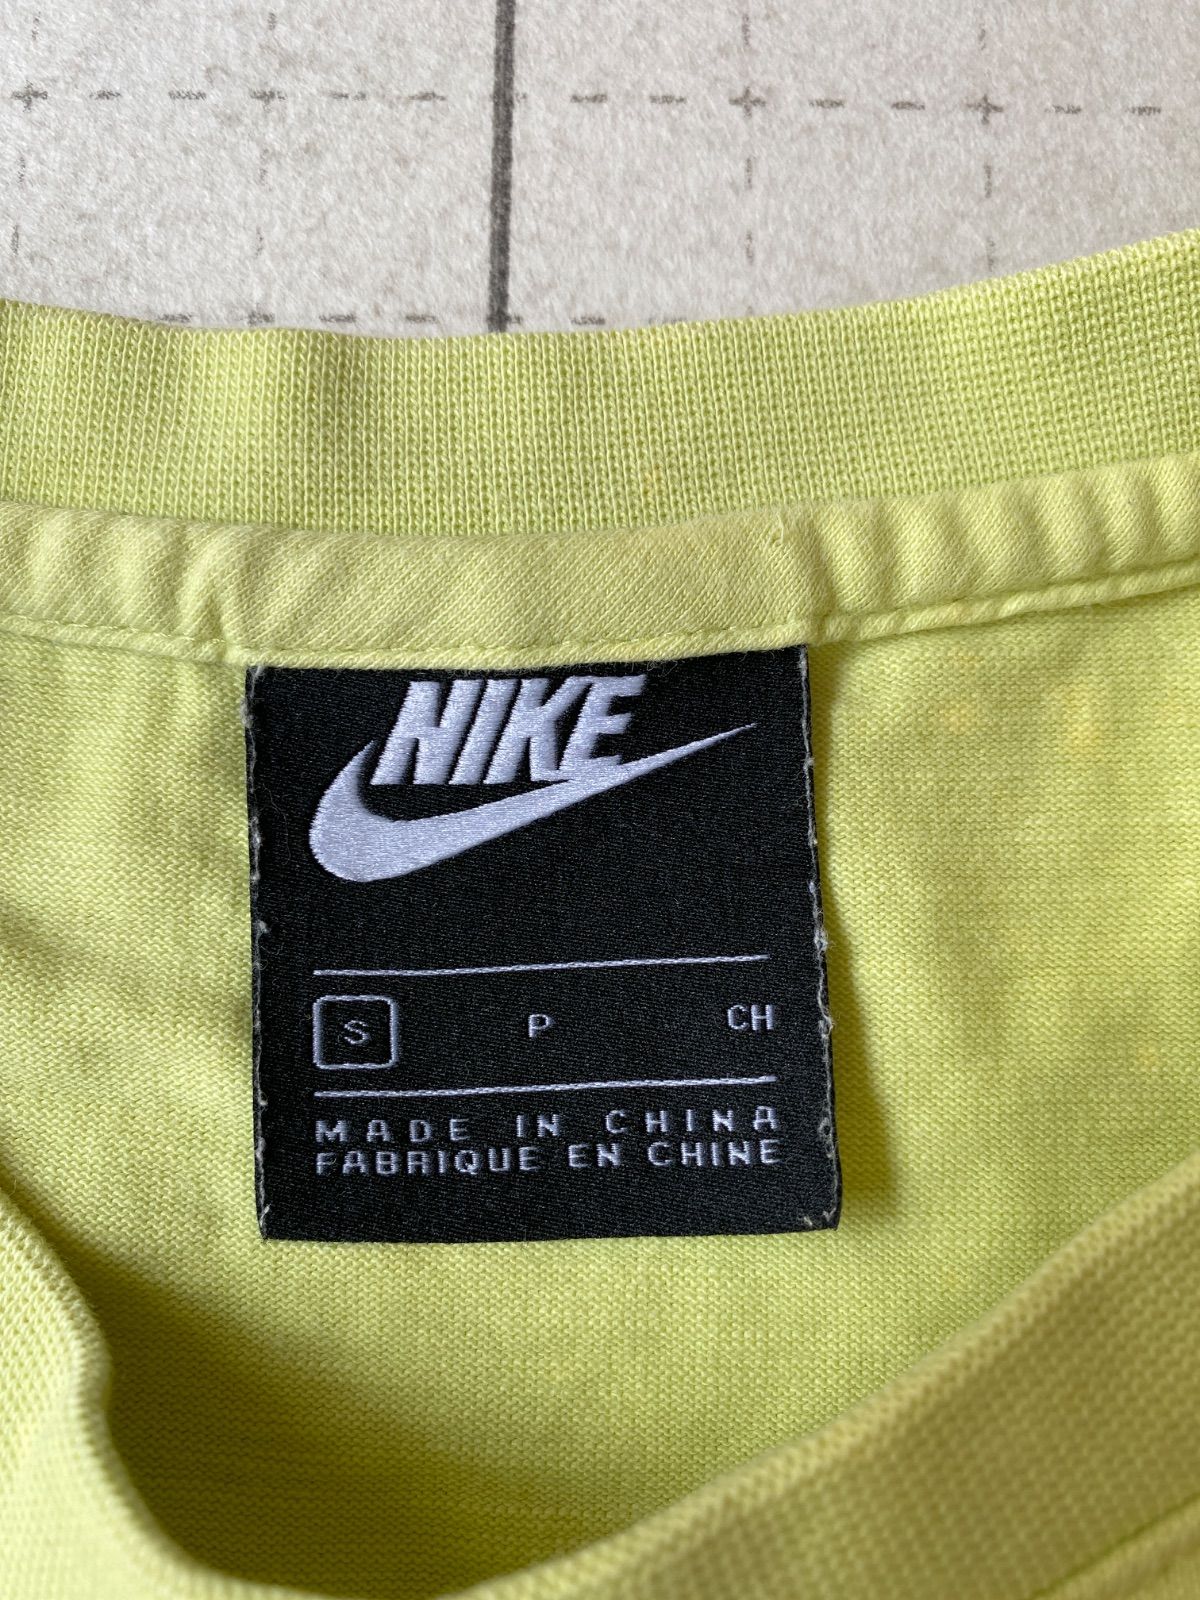 NIKE
S P CH
MADE IN CHINA
FABRIQUE EN CHINE